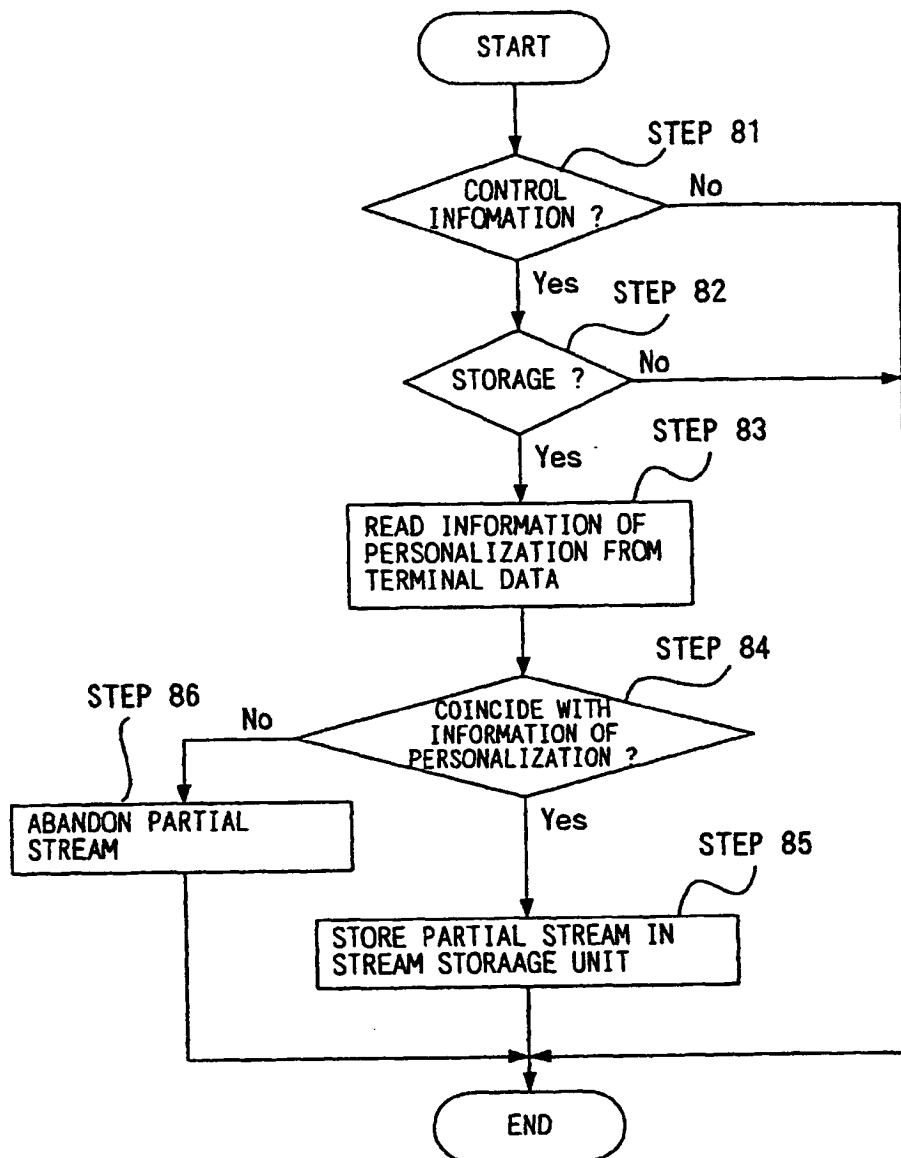 START
STEP 81
CONTROL
INFOMATION ?
No
Yes
STEP 82
STORAGE ?
No
Yes
STEP 83
READ INFORMATION OF
PERSONALIZATION FROM
TERMINAL DATA
STEP 84
STEP 86
COINCIDE WITH
INFORMATION OF
PERSONALIZATION ?
No
Yes
ABANDON PARTIAL
STREAM
STEP 85
STORE PARTIAL STREAM IN
STREAM STORAAGE UNIT
END